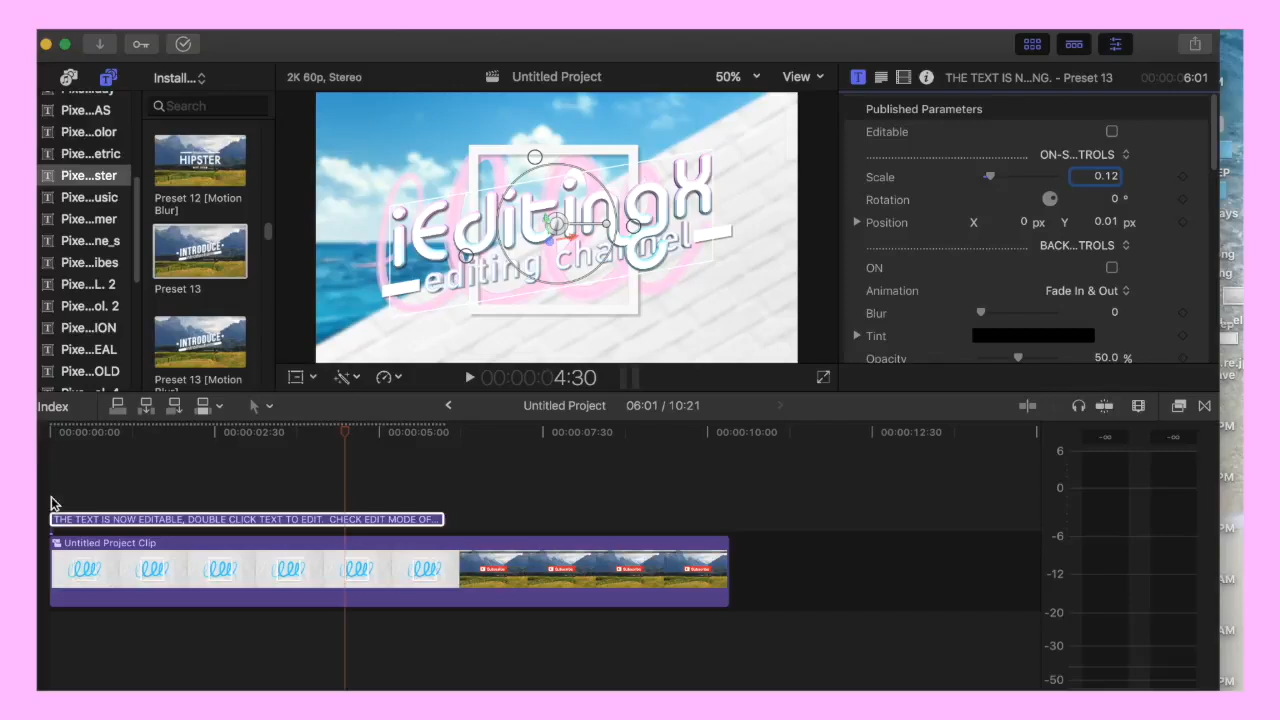 Install...
2K 60p, Stereo
Untitled Project
50%
View
THE TEXT IS N...NG. - Preset 13
00:00:06:01
Pixe...AS
Pixe...olor
Pixe...etric
Pixe...ster
Pixe...usic
Pixe...mer
Pixe...ne_s
Pixe...ibes
Pixe...L. 2
Pixe...ol. 2
Pixe...ION
Pixe...EAL
Pixe...OLD
Search
HIPSTER
Preset 12 [Motion
Blur]
INTRODUCE
Preset 13
INTRODUCE
Preset 13 [Motion
iEditingX
editing channel
Published Parameters
Editable
ON-S...TROLS
Scale 0.12
Rotation 0 °
Position X 0 px Y 0.01 px
BACK...TROLS
ON
Animation Fade In & Out
Blur 0
Tint
Opacity 50.0 %
00:00:04:30
Index
Untitled Project
06:01 / 10:21
00:00:00:00
00:00:02:30
00:00:05:00
00:00:07:30
00:00:10:00
00:00:12:30
THE TEXT IS NOW EDITABLE, DOUBLE CLICK TEXT TO EDIT. CHECK EDIT MODE OF...
Untitled Project Clip
Subscribe
Subscribe
Subscribe
Subscribe
-∞
-∞
6
0
-6
-12
-20
-30
-50